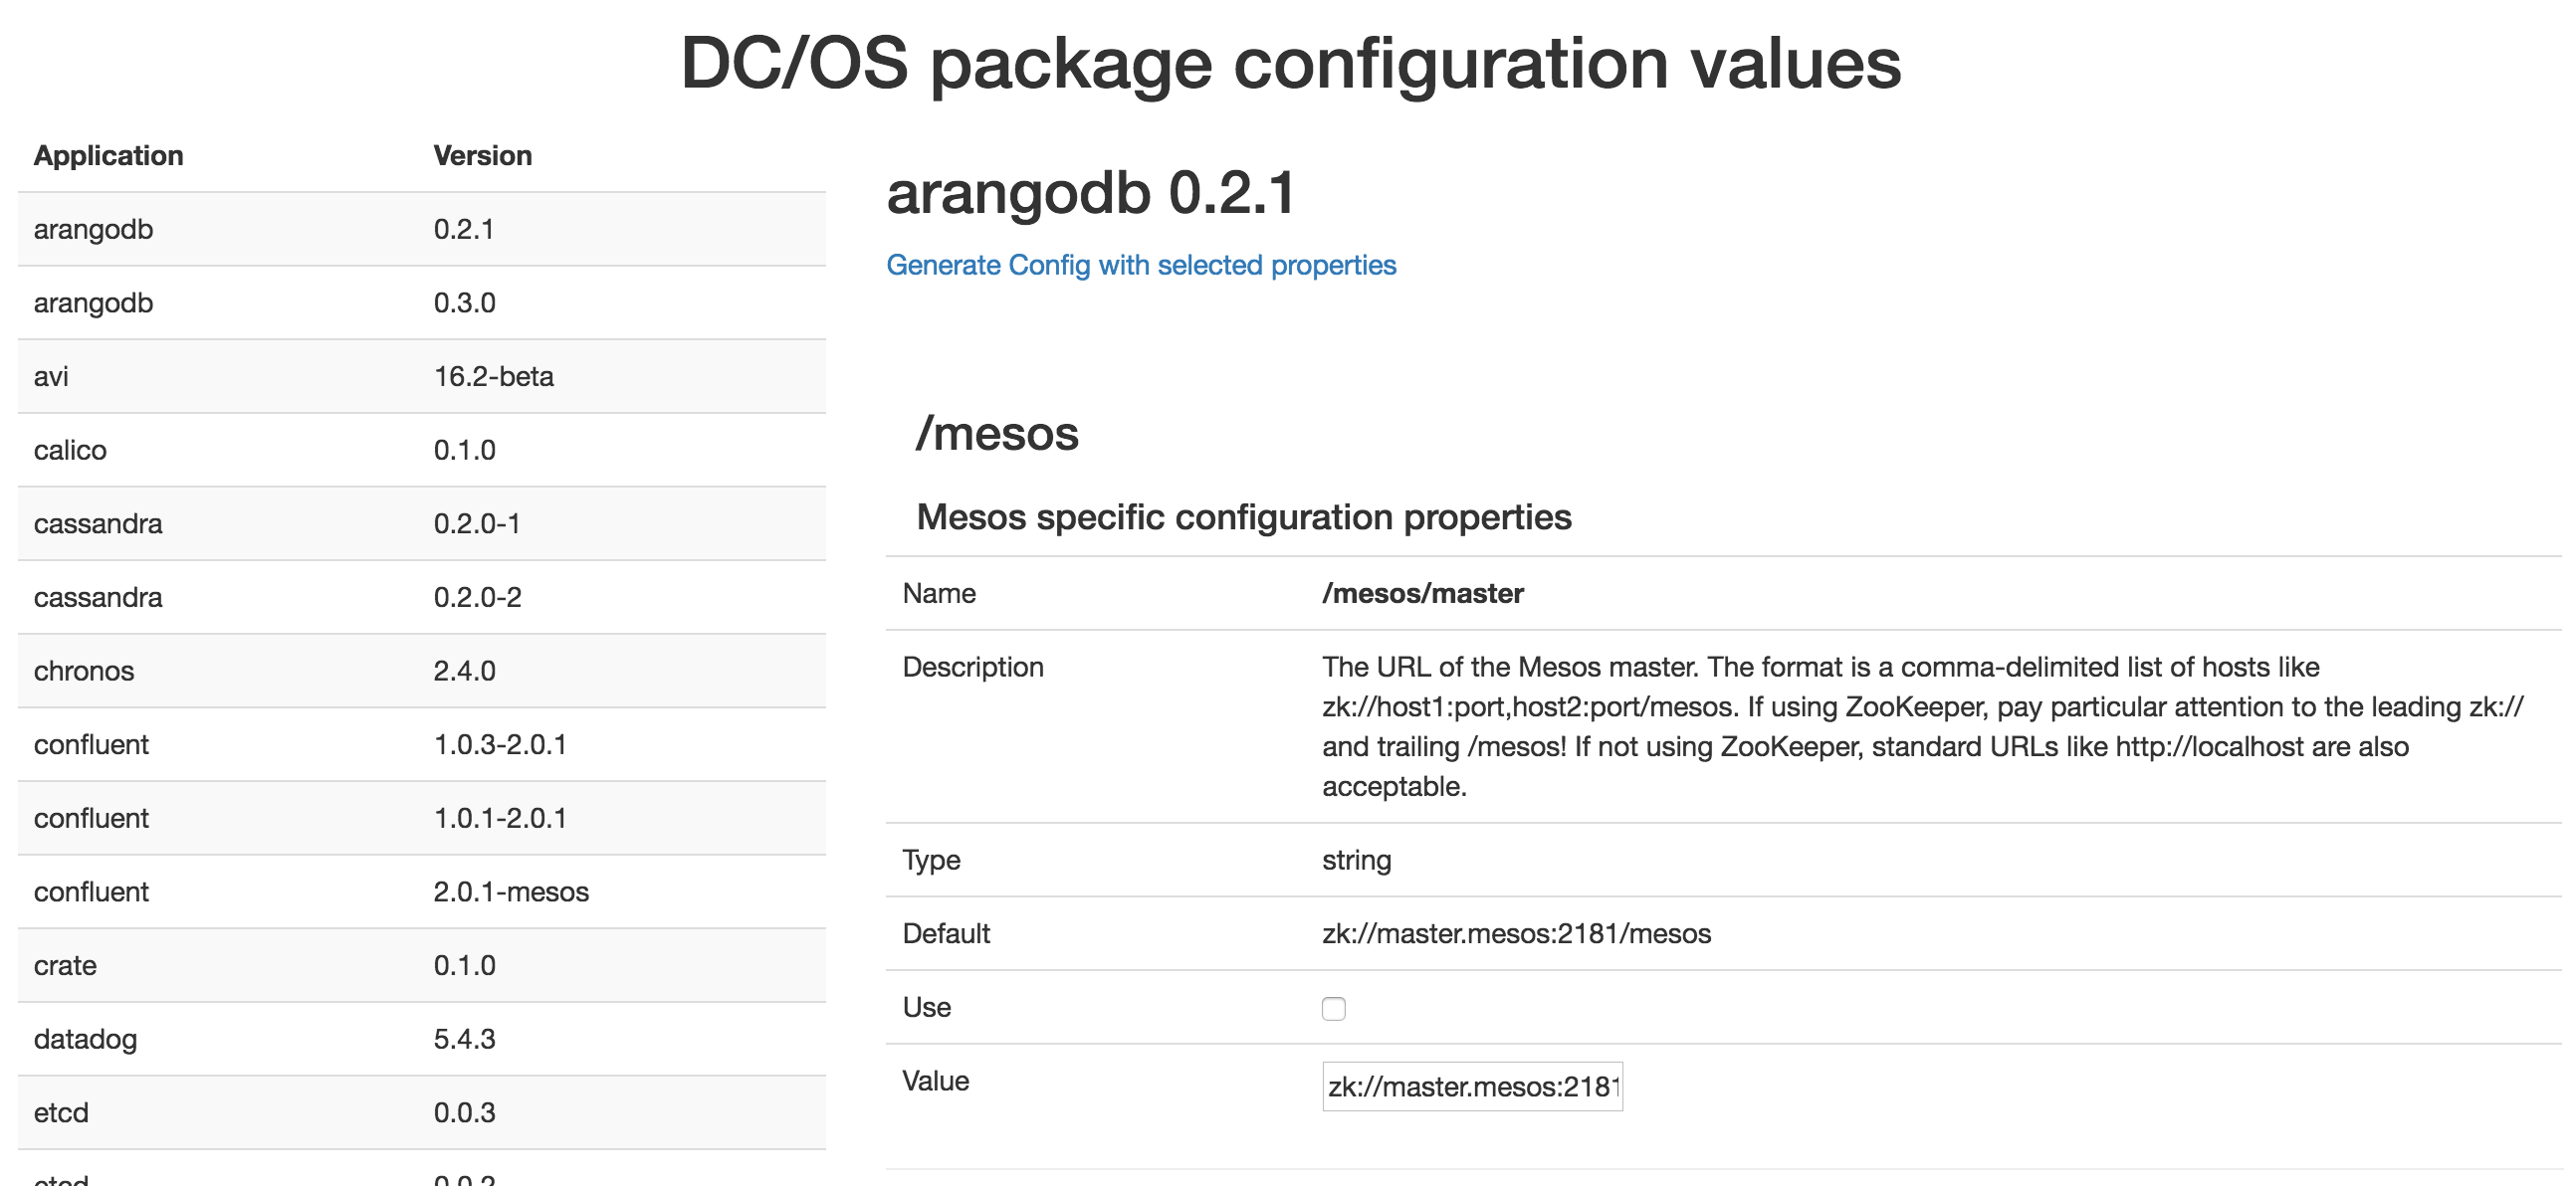 DC/OS package configuration values
Application Version
arangodb 0.2.1
arangodb 0.3.0
avi 16.2-beta
calico 0.1.0
cassandra 0.2.0-1
cassandra 0.2.0-2
chronos 2.4.0
confluent 1.0.3-2.0.1
confluent 1.0.1-2.0.1
confluent 2.0.1-mesos
crate 0.1.0
datadog 5.4.3
etcd 0.0.3
arangodb 0.2.1
Generate Config with selected properties
/mesos
Mesos specific configuration properties
Name /mesos/master
Description The URL of the Mesos master. The format is a comma-delimited list of hosts like
zk://host1:port,host2:port/mesos. If using ZooKeeper, pay particular attention to the leading zk://
and trailing /mesos! If not using ZooKeeper, standard URLs like http://localhost are also
acceptable.
Type string
Default zk://master.mesos:2181/mesos
Use
Value zk://master.mesos:2181